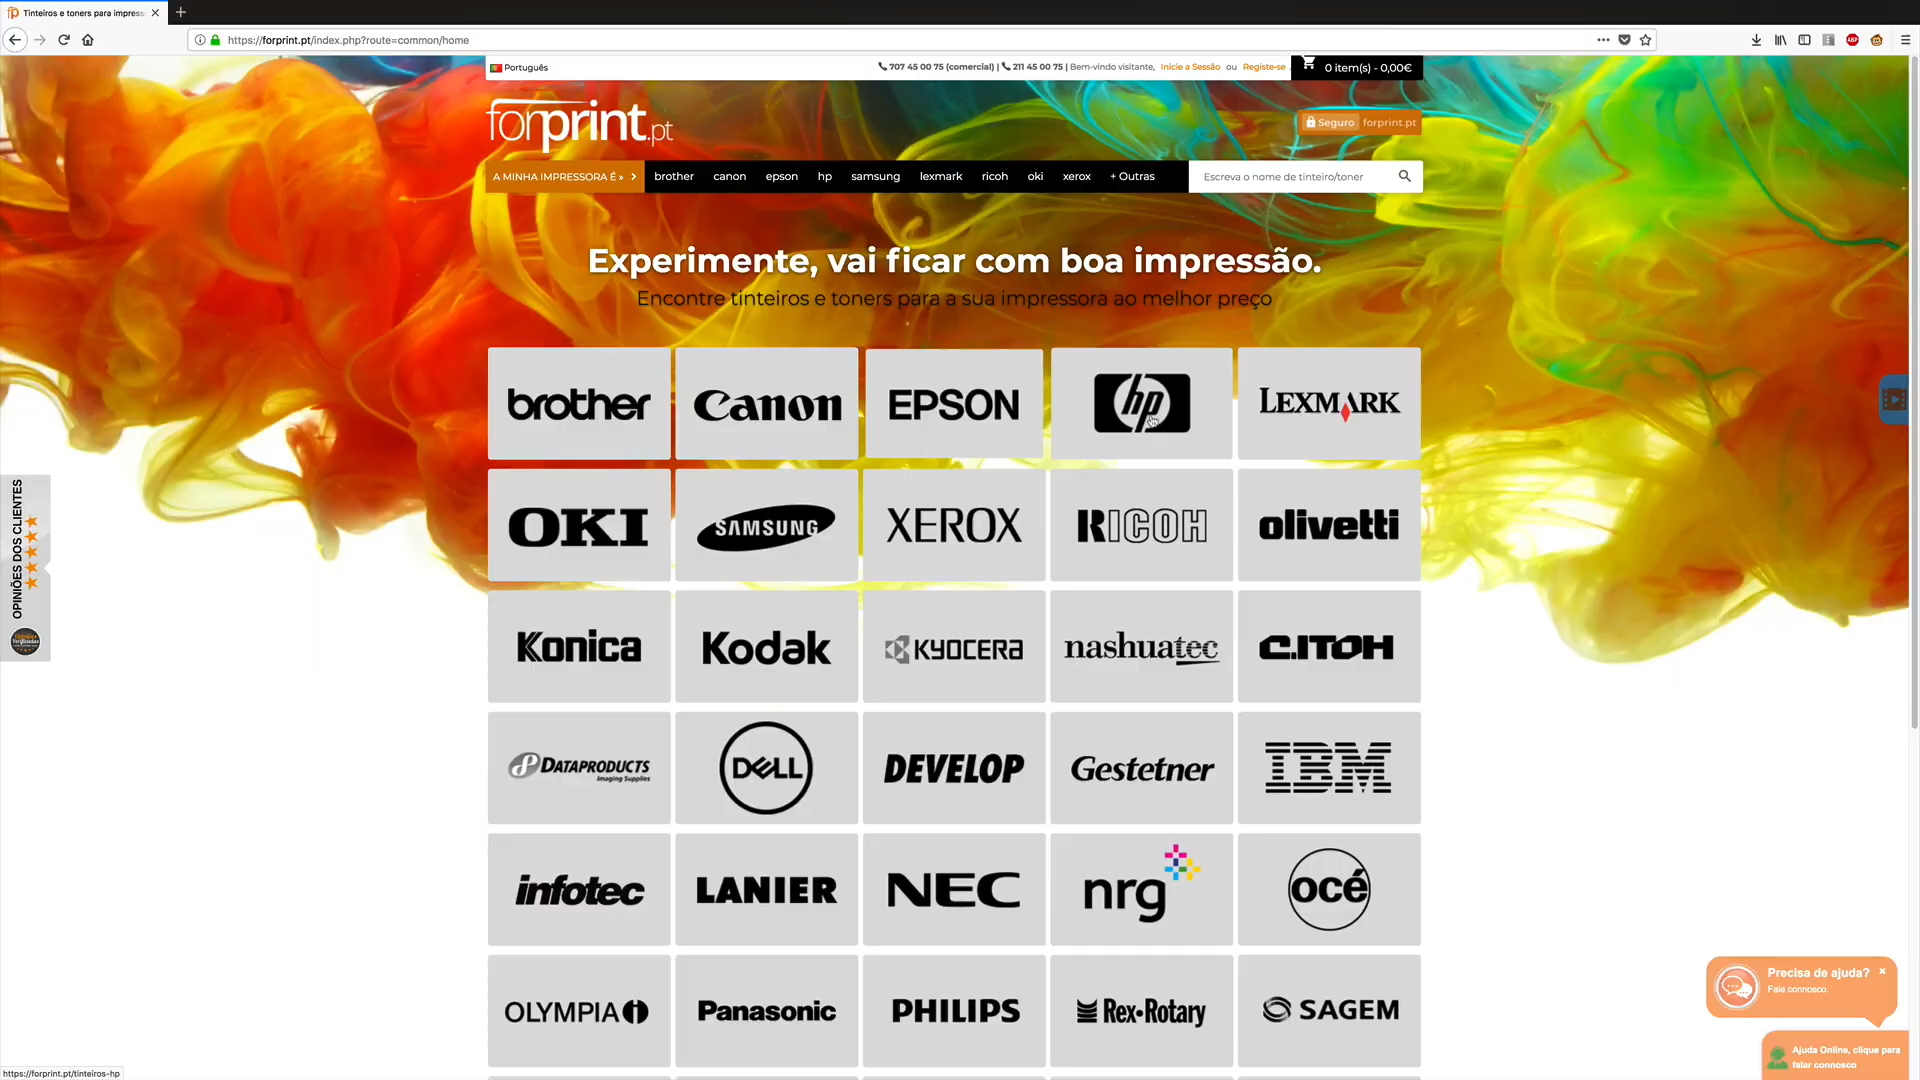 Tinteiros e toners para impress
https://forprint.pt/index.php?route=common/home
ABP
Português
707 45 00 75 (comercial) | 211 45 00 75 | Bem-vindo visitante, Inicie a Sessão ou Registe-se
0 item(s) - 0,00€
forprint.pt
Seguro forprint.pt
A MINHA IMPRESSORA É »
brother canon epson hp samsung lexmark ricoh oki xerox + Outras
Escreva o nome de tinteiro/toner
Experimente, vai ficar com boa impressão.
Encontre tinteiros e toners para a sua impressora ao melhor preço
brother Canon EPSON hp LEXMARK
OKI SAMSUNG XEROX RICOH olivetti
OPINIÕES DOS CLIENTES
Konica Kodak KYOCERA nashuatec C.ITOH
DATAPRODUCTS
Imaging Supplies
DELL DEVELOP Gestetner IBM
infotec LANIER NEC nrg océ
OLYMPIA Panasonic PHILIPS Rex-Rotary SAGEM
Precisa de ajuda?
Fale connosco.
Ajuda Online, clique para
falar connosco
https://forprint.pt/tinteiros-hp